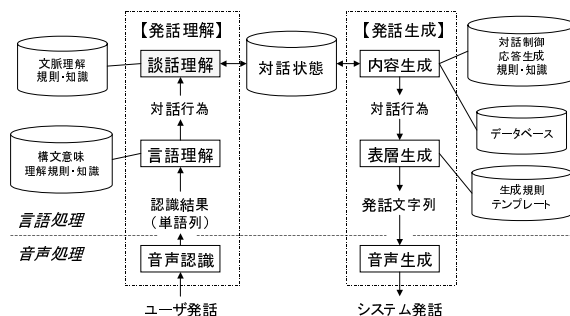 【発話理解】
【発話生成】
文脈理解
規則・知識
談話理解
対話状態
内容生成
対話制御
応答生成
規則・知識
対話行為
対話行為
データベース
構文意味
理解規則・知識
言語理解
表層生成
生成規則
テンプレート
認識結果
（単語列）
発話文字列
言語処理
音声処理
音声認識
音声生成
ユーザ発話
システム発話